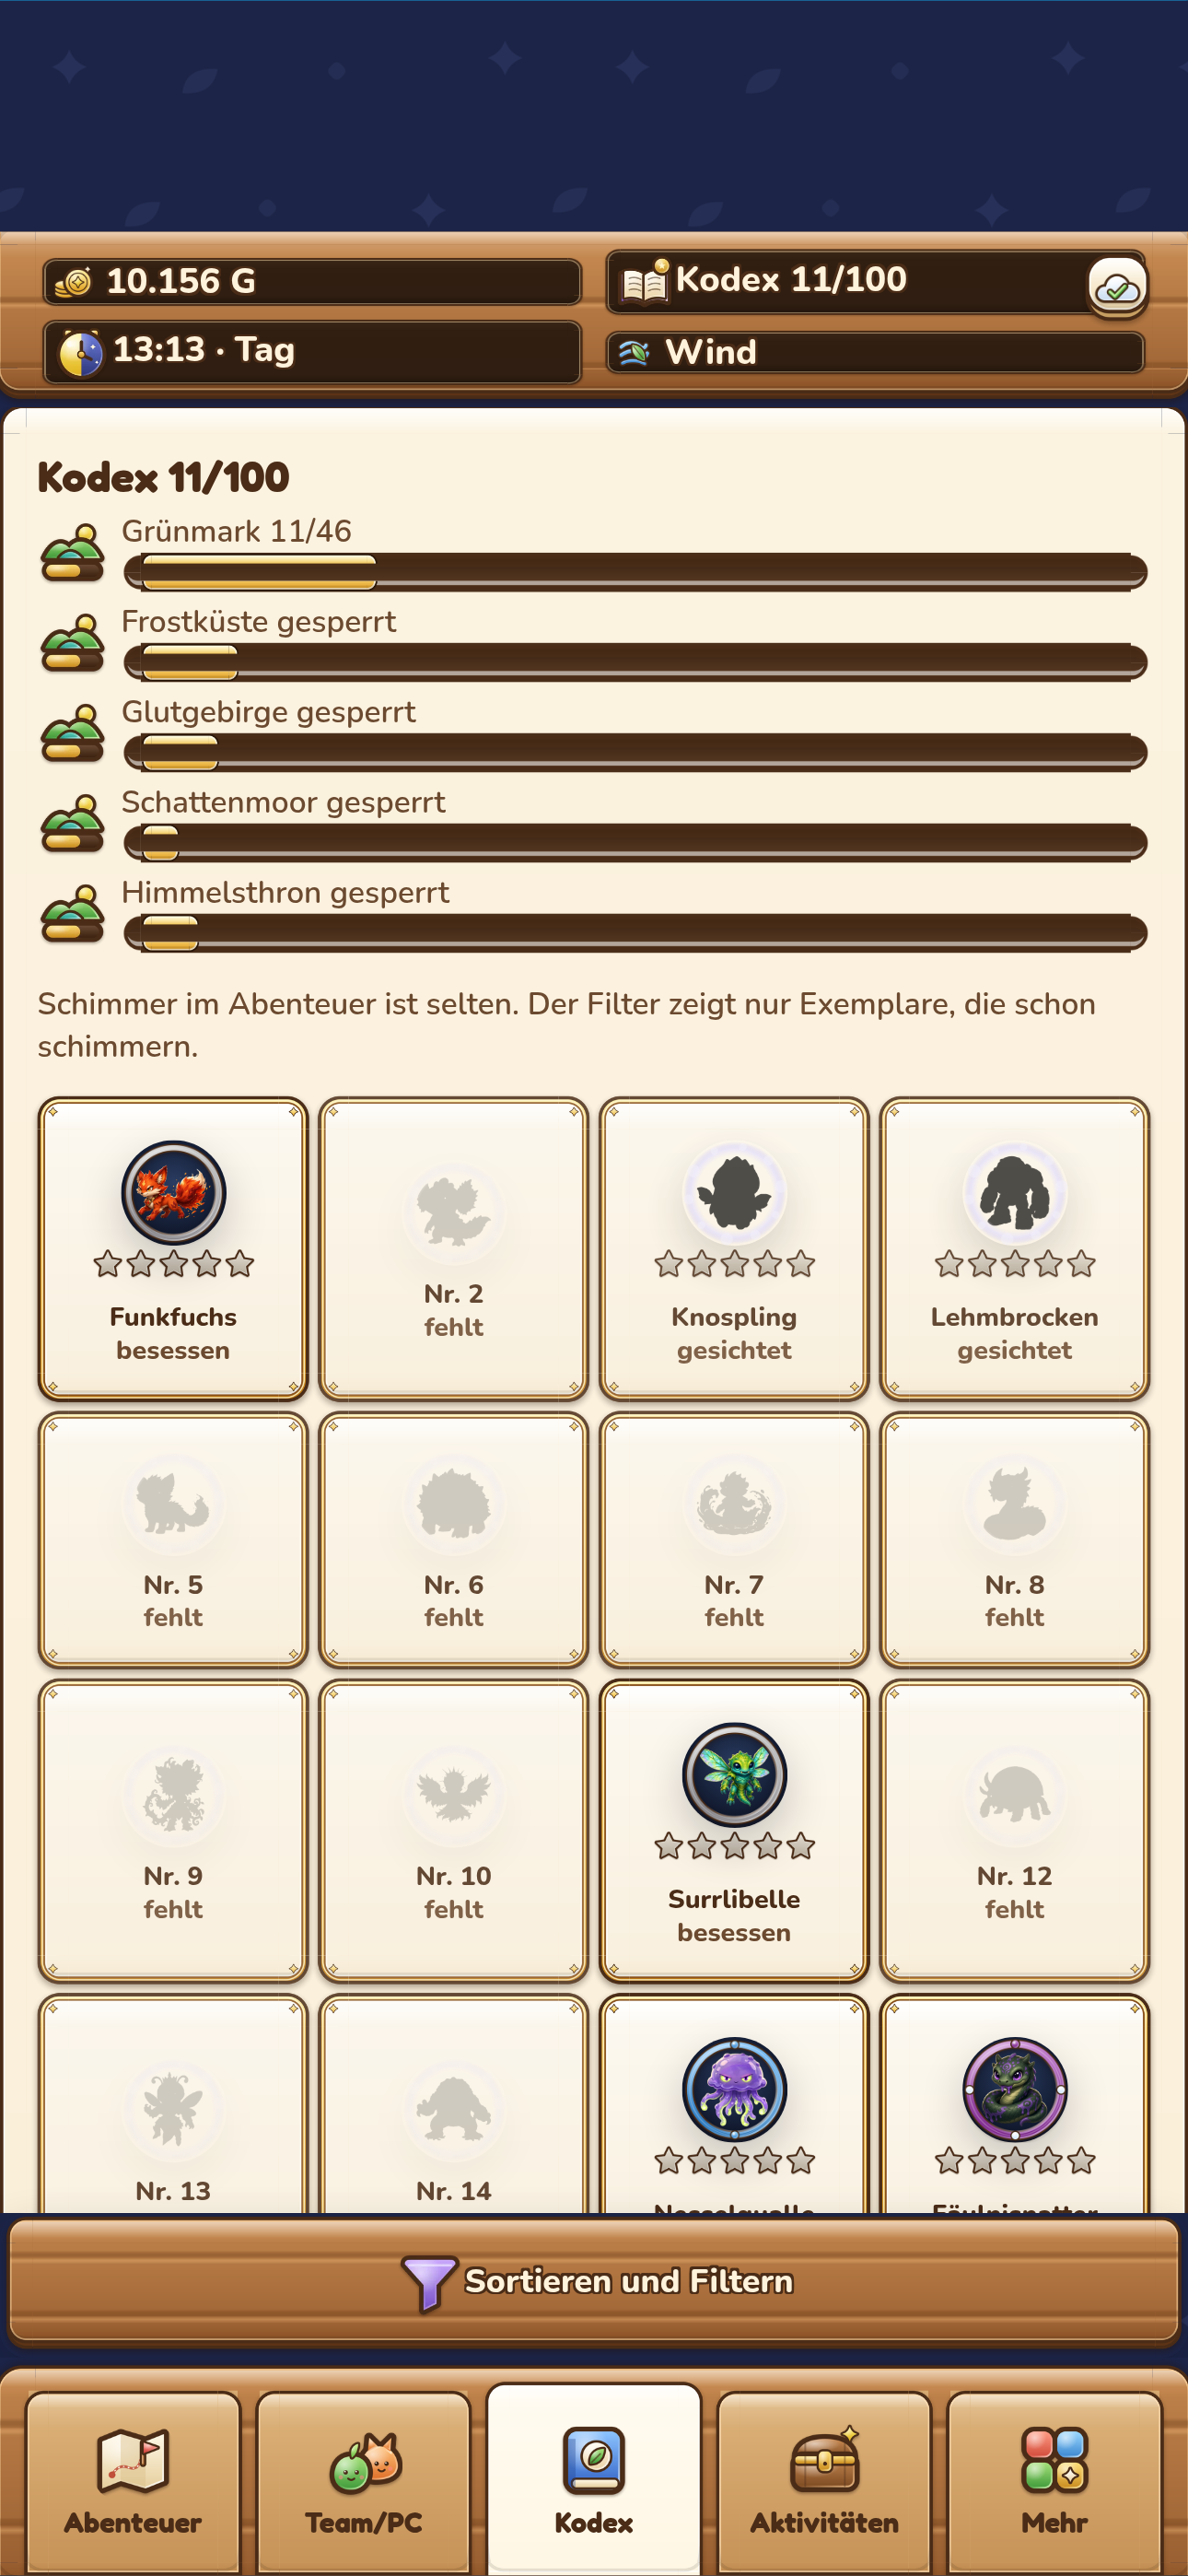 10.156 G
Kodex 11/100
13:13 · Tag
Wind
Kodex 11/100
Grünmark 11/46
Frostküste gesperrt
Glutgebirge gesperrt
Schattenmoor gesperrt
Himmelsthron gesperrt
Schimmer im Abenteuer ist selten. Der Filter zeigt nur Exemplare, die schon
schimmern.
Funkfuchs
besessen
Nr. 2
fehlt
Knospling
gesichtet
Lehmbrocken
gesichtet
Nr. 5
fehlt
Nr. 6
fehlt
Nr. 7
fehlt
Nr. 8
fehlt
Nr. 9
fehlt
Nr. 10
fehlt
Surrlibelle
besessen
Nr. 12
fehlt
Nr. 13
Nr. 14
Sortieren und Filtern
Abenteuer
Team/PC
Kodex
Aktivitäten
Mehr